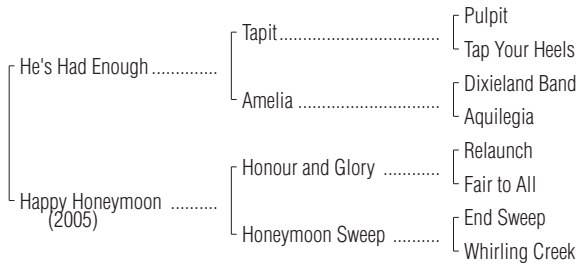 Pulpit
Tapit
Tap Your Heels
He's Had Enough
Dixieland Band
Amelia
Aquilegia
Relaunch
Honour and Glory
Fair to All
Happy Honeymoon
(2005)
End Sweep
Honeymoon Sweep
Whirling Creek